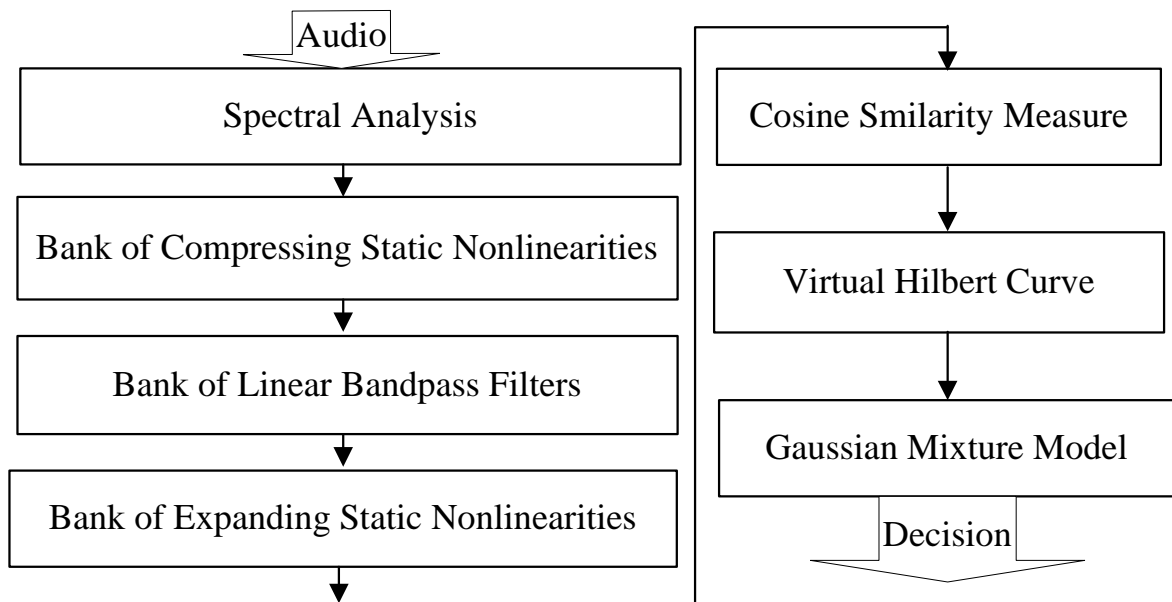 Audio
Spectral Analysis
Bank of Compressing Static Nonlinearities
Bank of Linear Bandpass Filters
Bank of Expanding Static Nonlinearities
Cosine Smilarity Measure
Virtual Hilbert Curve
Gaussian Mixture Model
Decision